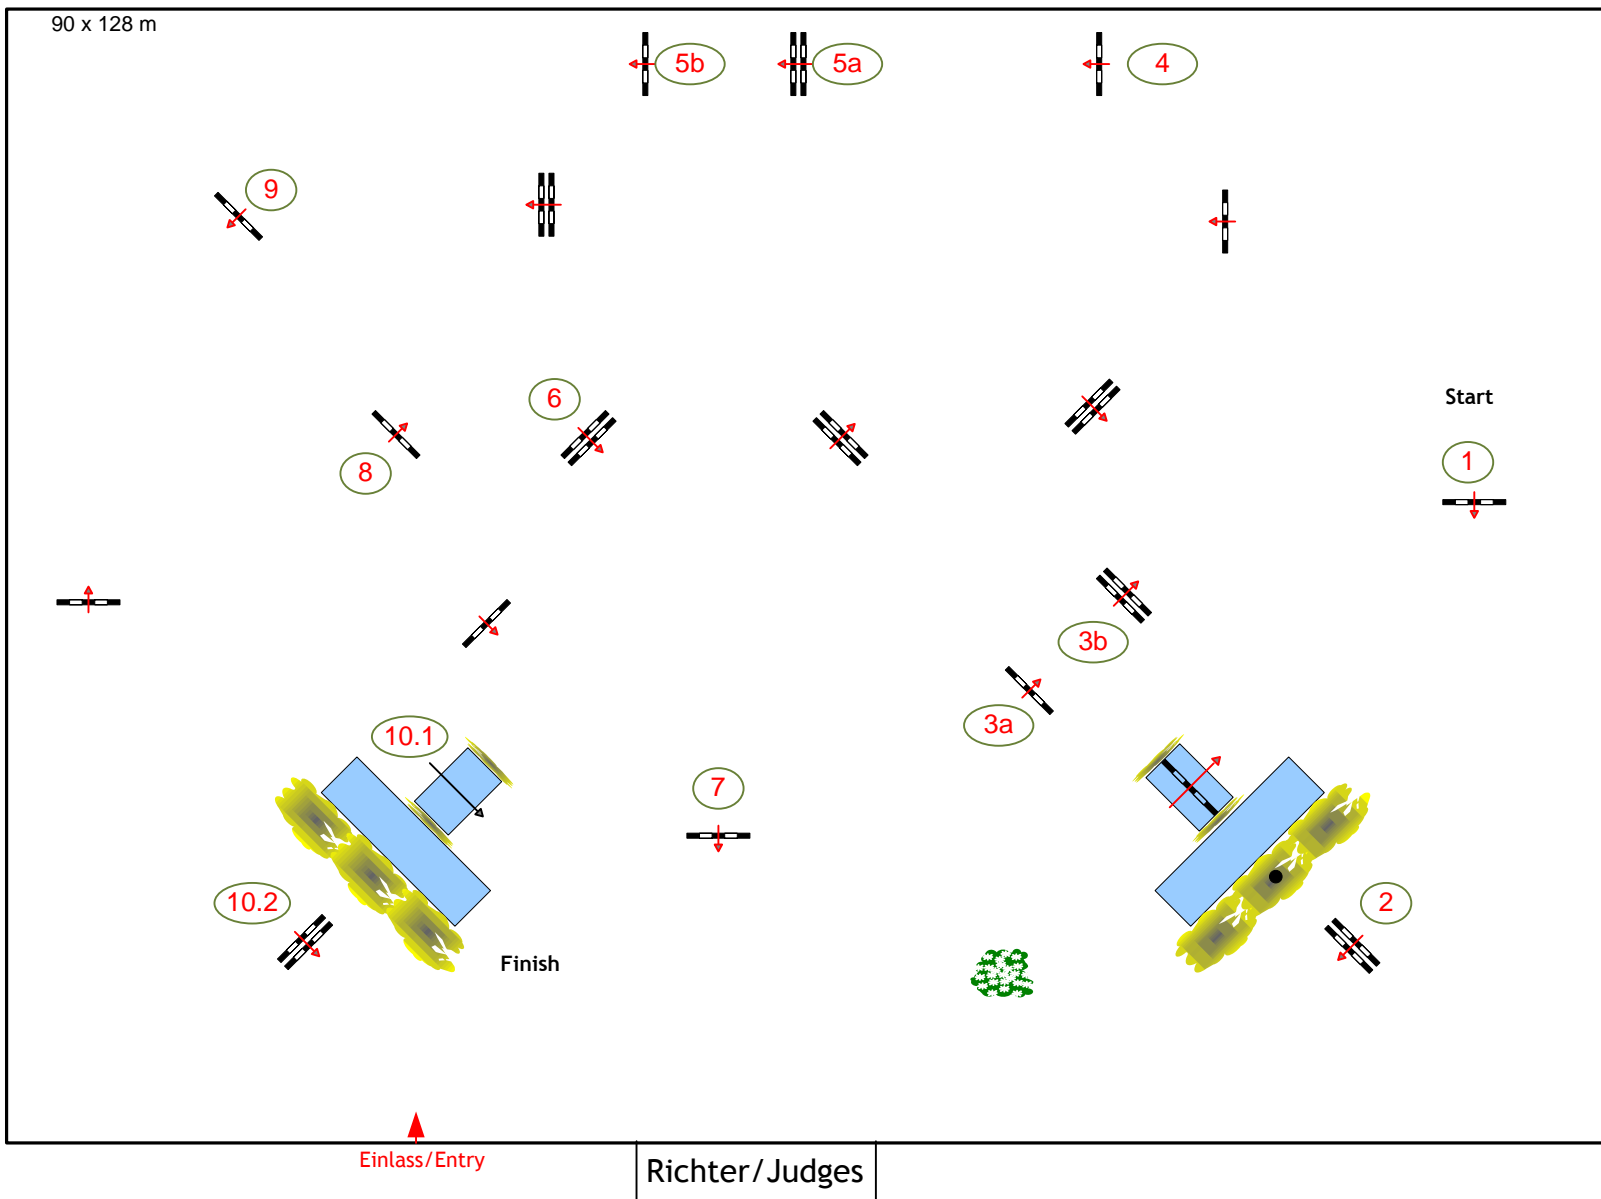 90 x 128 m
5b
5a
4
9
6
8
Start
1
3b
3a
10.1
7
10.2
2
Finish
Einlass/Entry
Richter/Judges